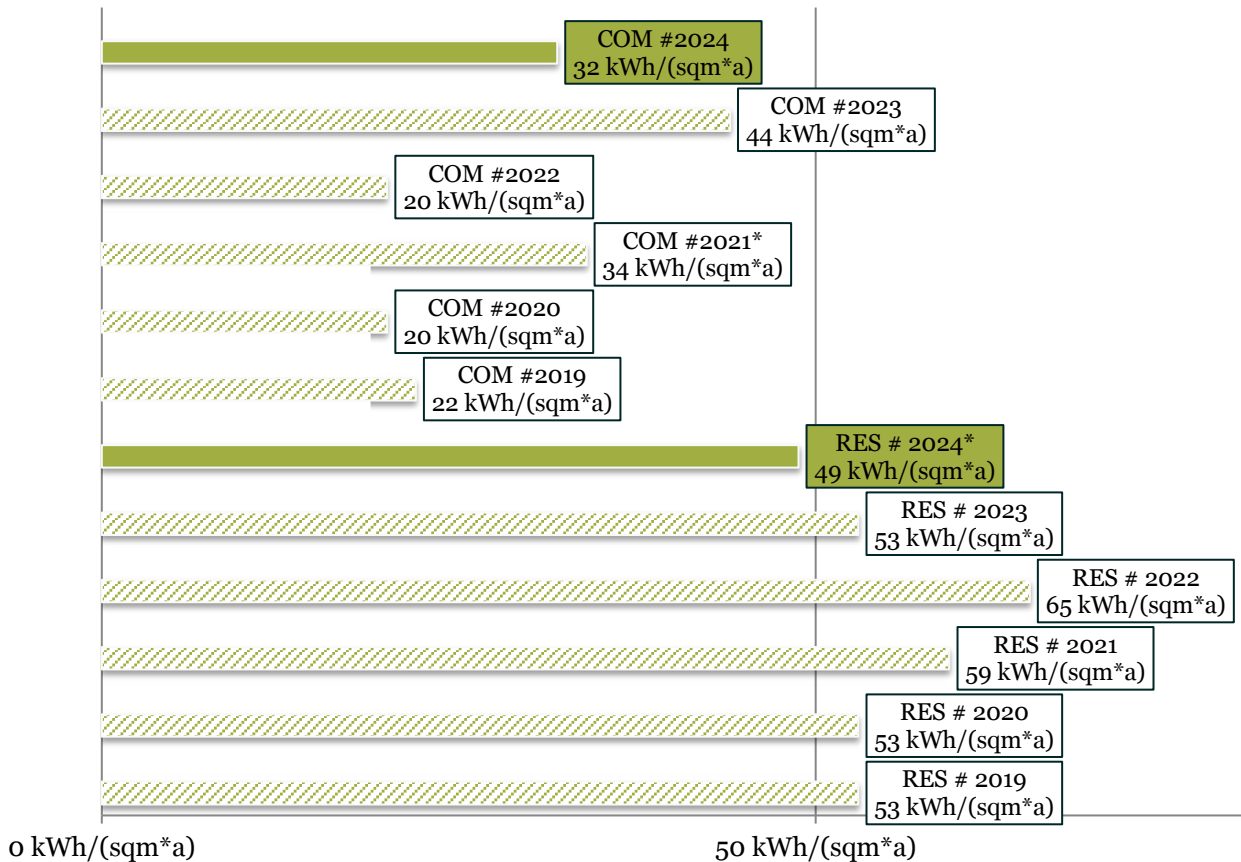 COM #2024
32 kWh/(sqm*a)
COM #2023
44 kWh/(sqm*a)
COM #2022
20 kWh/(sqm*a)
COM #2021*
34 kWh/(sqm*a)
COM #2020
20 kWh/(sqm*a)
COM #2019
22 kWh/(sqm*a)
RES # 2024*
49 kWh/(sqm*a)
RES # 2023
53 kWh/(sqm*a)
RES # 2022
65 kWh/(sqm*a)
RES # 2021
59 kWh/(sqm*a)
RES # 2020
53 kWh/(sqm*a)
RES # 2019
53 kWh/(sqm*a)
0 kWh/(sqm*a)
50 kWh/(sqm*a)